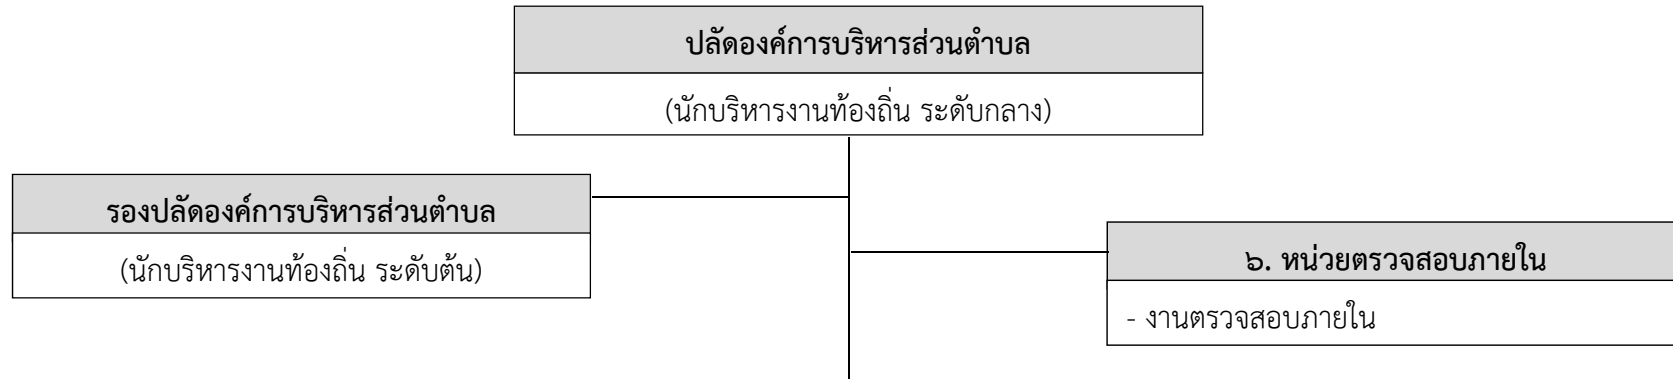 ปลัดองค์การบริหารส่วนตำบล
(นักบริหารงานท้องถิ่น ระดับกลาง)
รองปลัดองค์การบริหารส่วนตำบล
(นักบริหารงานท้องถิ่น ระดับต้น)
๖. หน่วยตรวจสอบภายใน
- งานตรวจสอบภายใน